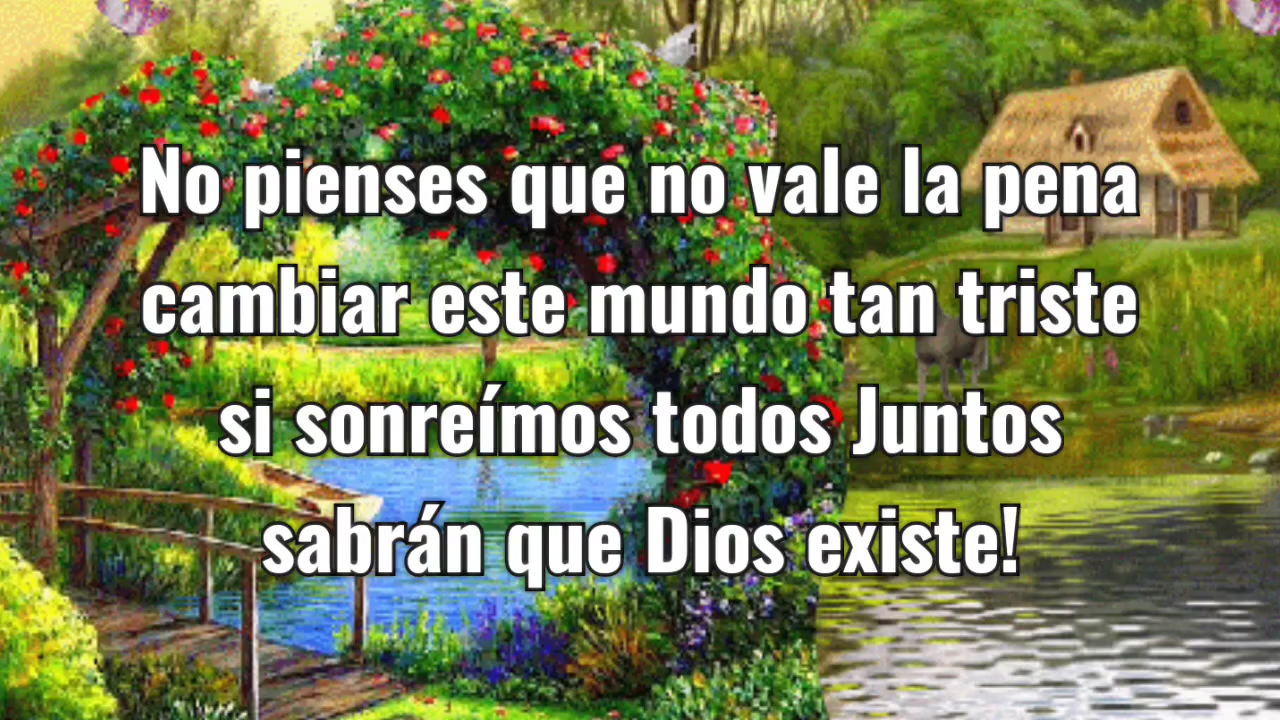 No pienses que no vale la pena
cambiar este mundo tan triste
si sonreímos todos Juntos
sabrán que Dios existe!